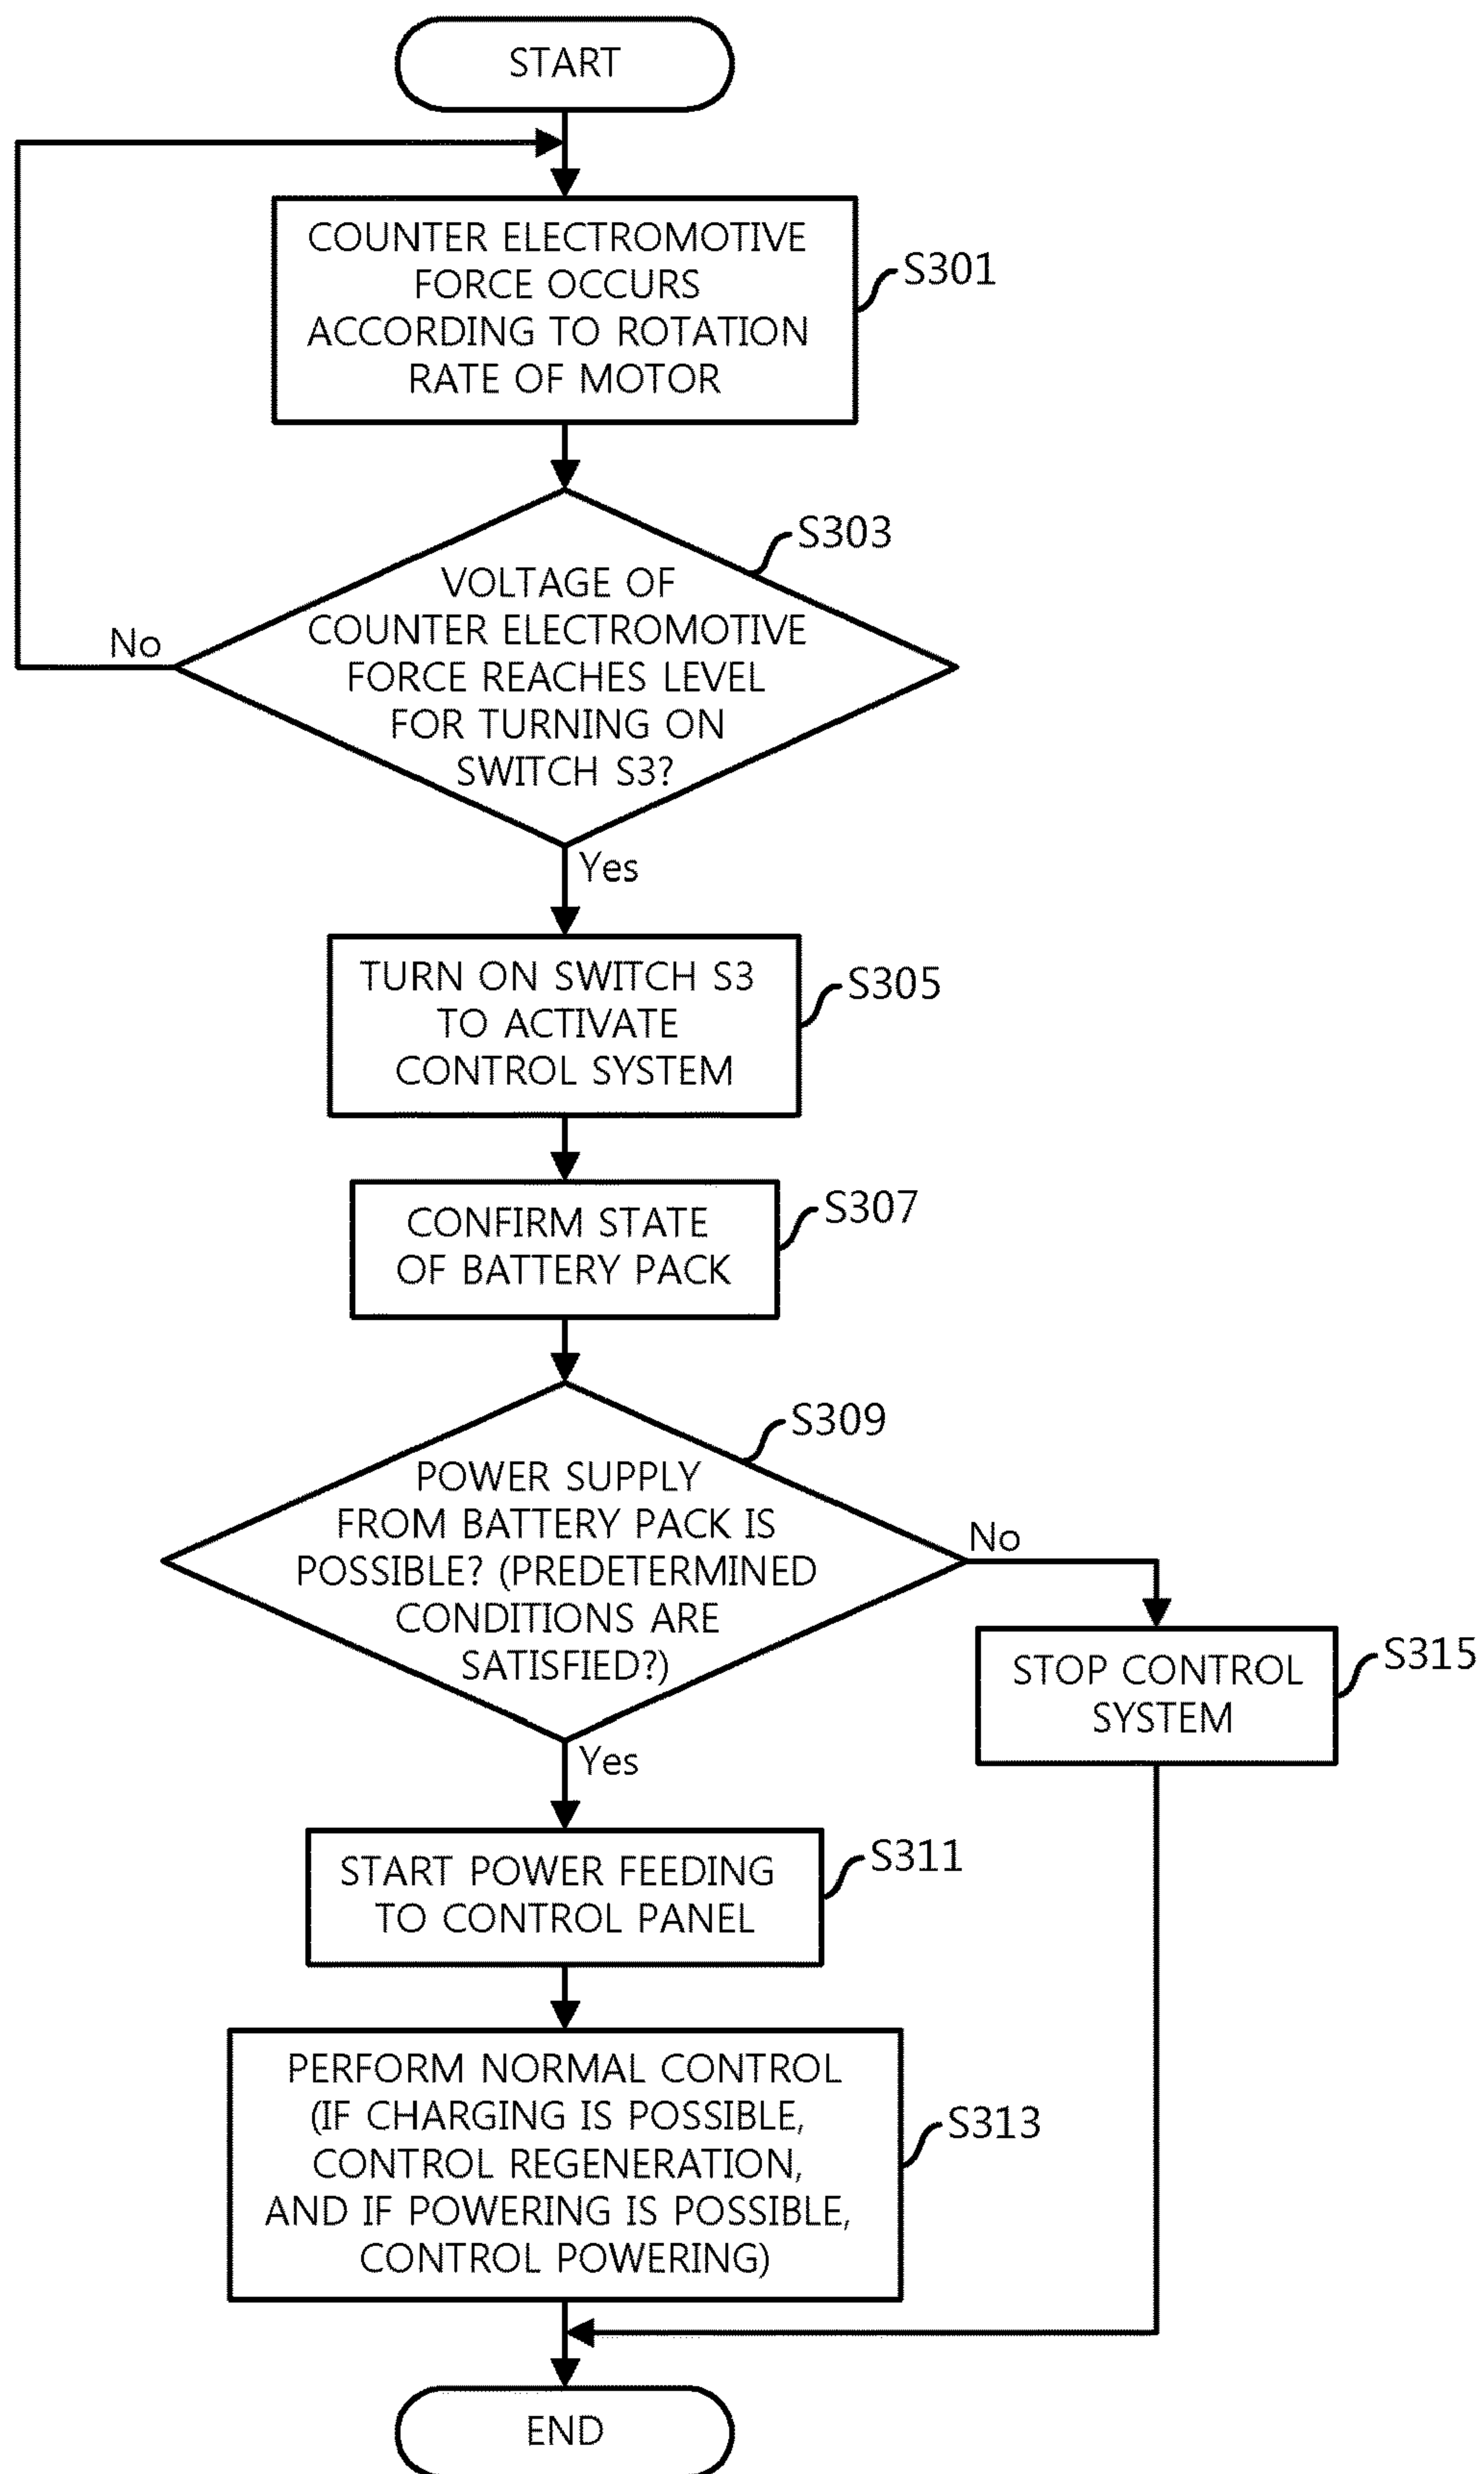 START
COUNTER ELECTROMOTIVE
FORCE OCCURS
ACCORDING TO ROTATION
RATE OF MOTOR
S301
S303
VOLTAGE OF
COUNTER ELECTROMOTIVE
FORCE REACHES LEVEL
FOR TURNING ON
SWITCH S3?
No
Yes
TURN ON SWITCH S3
TO ACTIVATE
CONTROL SYSTEM
S305
CONFIRM STATE
OF BATTERY PACK
S307
S309
POWER SUPPLY
FROM BATTERY PACK IS
POSSIBLE? (PREDETERMINED
CONDITIONS ARE
SATISFIED?)
No
Yes
STOP CONTROL
SYSTEM
S315
START POWER FEEDING
TO CONTROL PANEL
S311
PERFORM NORMAL CONTROL
(IF CHARGING IS POSSIBLE,
CONTROL REGENERATION,
AND IF POWERING IS POSSIBLE,
CONTROL POWERING)
S313
END